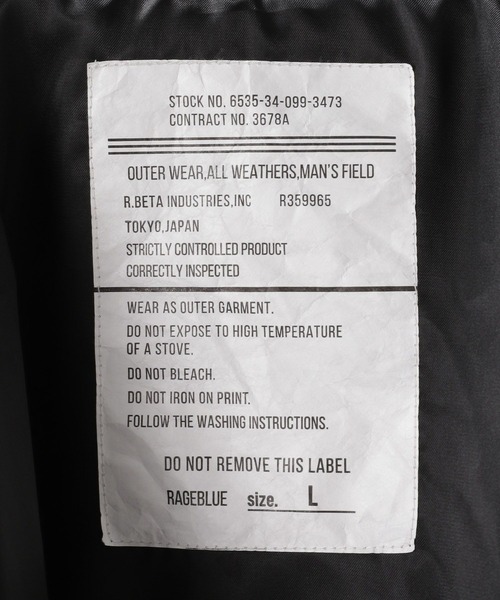 STOCK NO. 6535-34-099-3473
CONTRACT NO. 3678A
OUTER WEAR,ALL WEATHERS,MAN'S FIELD
R.BETA INDUSTRIES,INC R359965
TOKYO,JAPAN
STRICTLY CONTROLLED PRODUCT
CORRECTLY INSPECTED
WEAR AS OUTER GARMENT.
DO NOT EXPOSE TO HIGH TEMPERATURE
OF A STOVE.
DO NOT BLEACH.
DO NOT IRON ON PRINT.
FOLLOW THE WASHING INSTRUCTIONS.
DO NOT REMOVE THIS LABEL
RAGEBLUE size. L